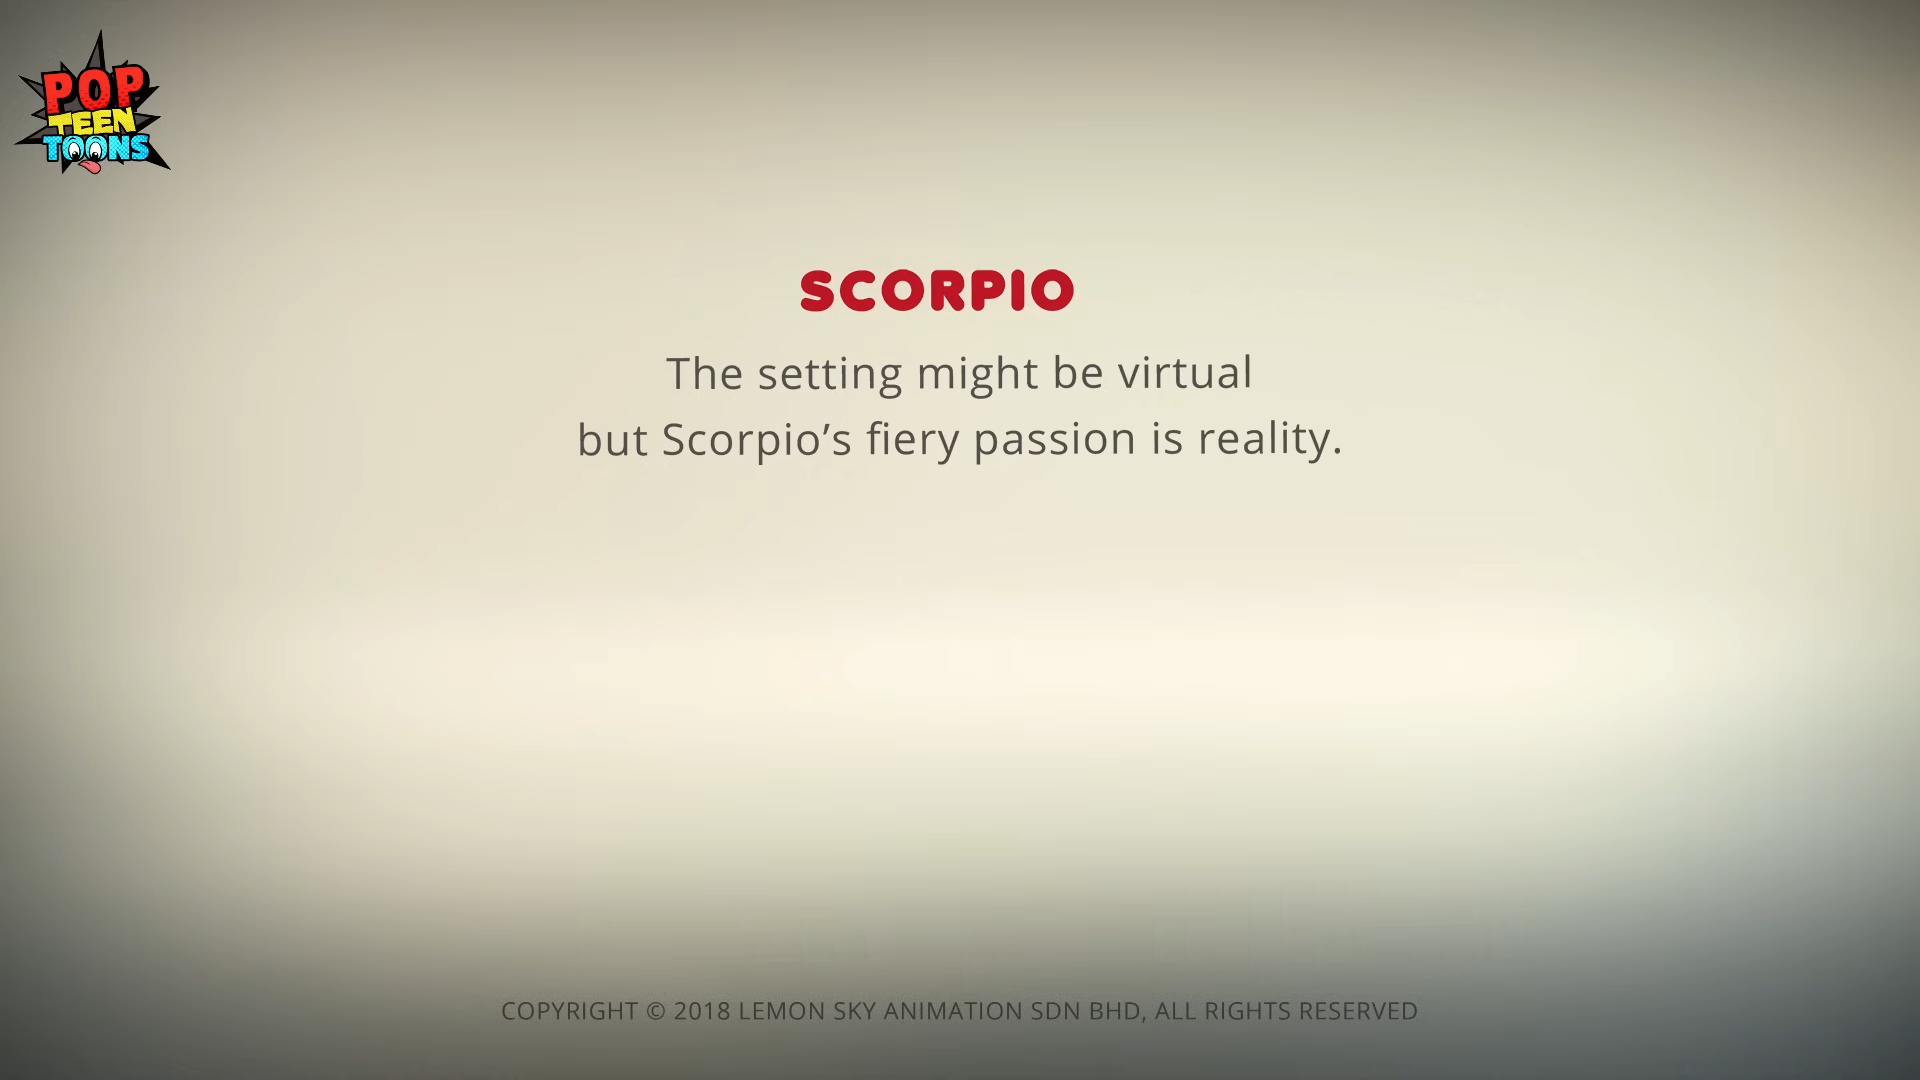 POP
TEEN
TOONS
SCORPIO
The setting might be virtual
but Scorpio’s fiery passion is reality.
COPYRIGHT © 2018 LEMON SKY ANIMATION SDN BHD, ALL RIGHTS RESERVED